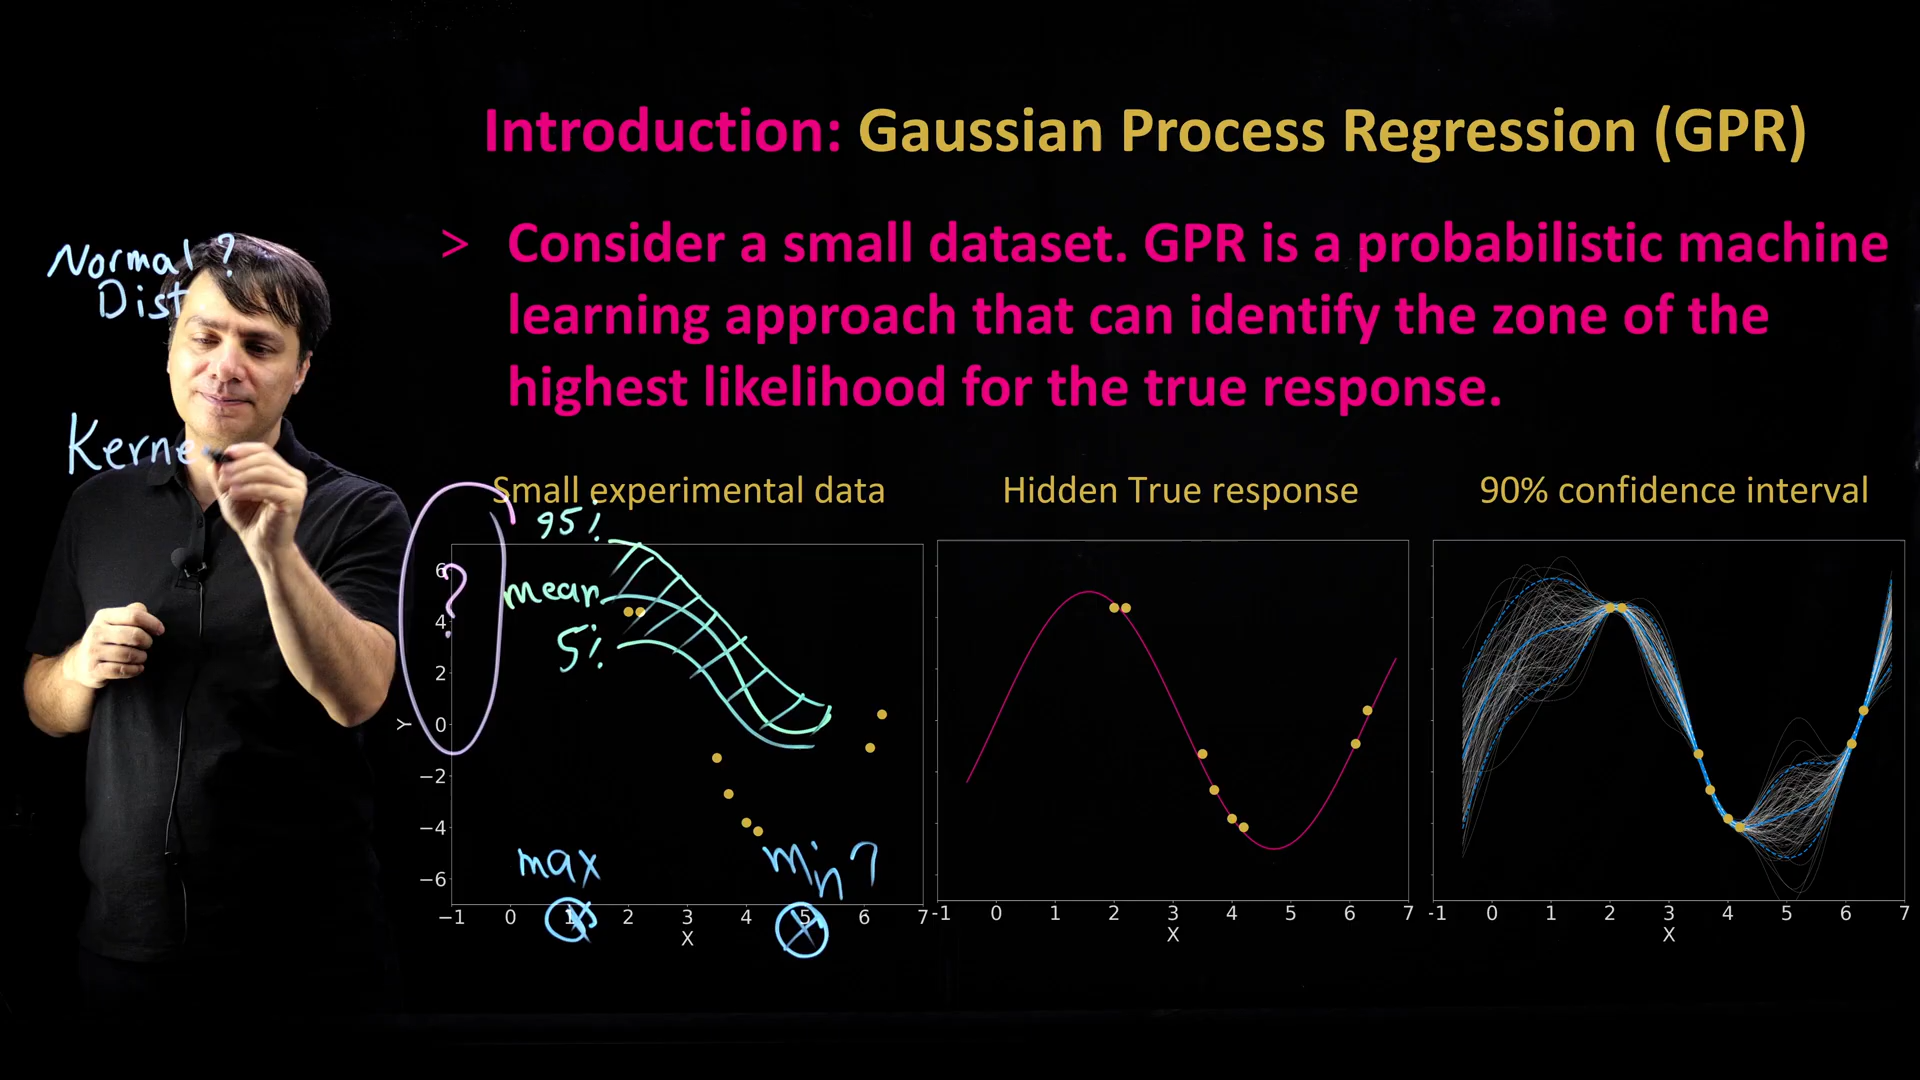 Introduction: Gaussian Process Regression (GPR)
> Consider a small dataset. GPR is a probabilistic machine
learning approach that can identify the zone of the
highest likelihood for the true response.
Normal ?
Dist
Kerne
Small experimental data
95%
mean
5%
?
6
4
2
0
−2
−4
−6
Y
max
min?
−1 0 1 2 3 4 5 6 7
X
Hidden True response
-1 0 1 2 3 4 5 6 7
X
90% confidence interval
-1 0 1 2 3 4 5 6 7
X